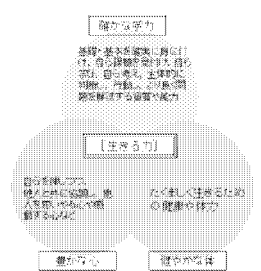 確かな学力
基礎・基本を確実に身に付
け、自ら課題を見付け、自ら
学び、自ら考え、主体的に
判断し、行動し、よりよく問
題を解決する資質や能力
【生きる力】
自らを律しつつ、
他人とともに協調し、他
人を思いやる心や感
動する心など
たくましく生きるため
の健康や体力
豊かな心
健やかな体